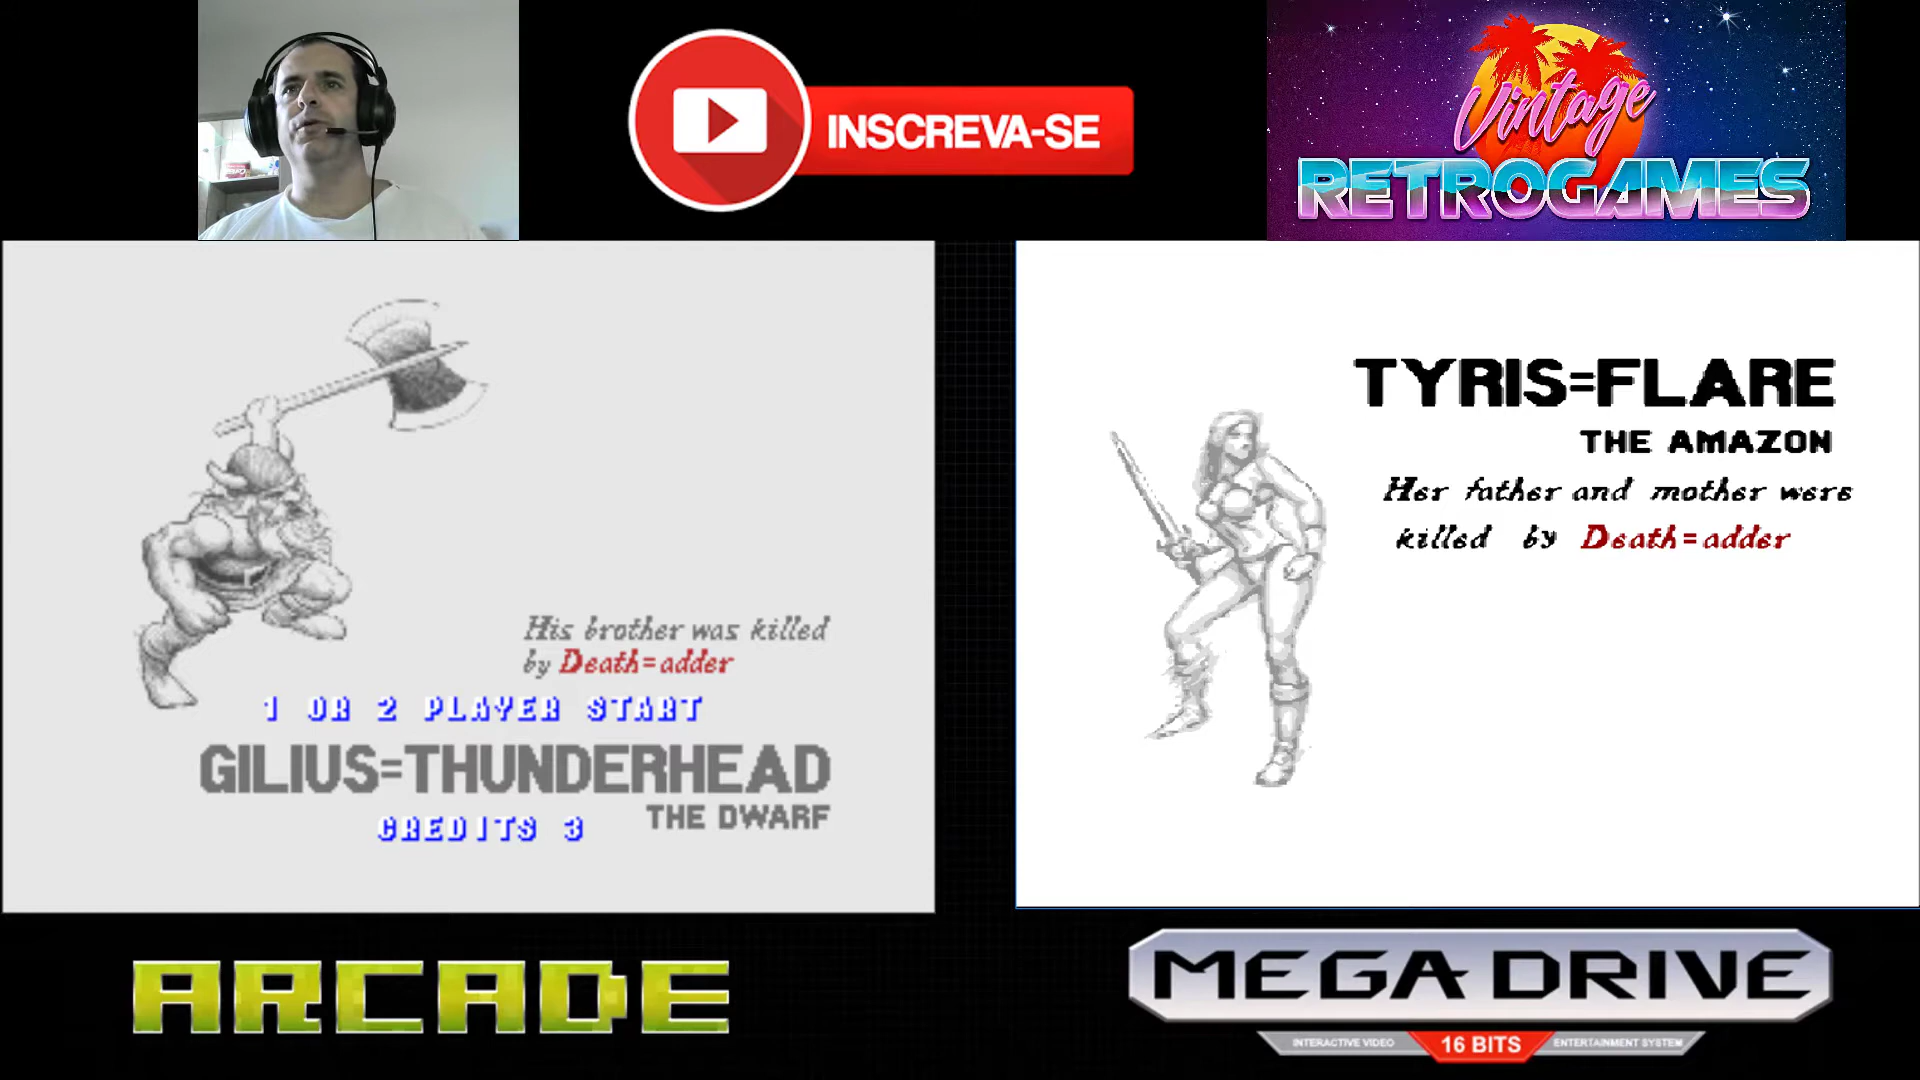 INSCREVA-SE
Vintage
RETROGAMES
His brother was killed
by Death=adder
1 OR 2 PLAYER START
GILIUS=THUNDERHEAD
THE DWARF
CREDITS 3
TYRIS=FLARE
THE AMAZON
Her father and mother were
killed by Death=adder
ARCADE
MEGA DRIVE
INTERACTIVE VIDEO 16 BITS ENTERTAINMENT SYSTEM